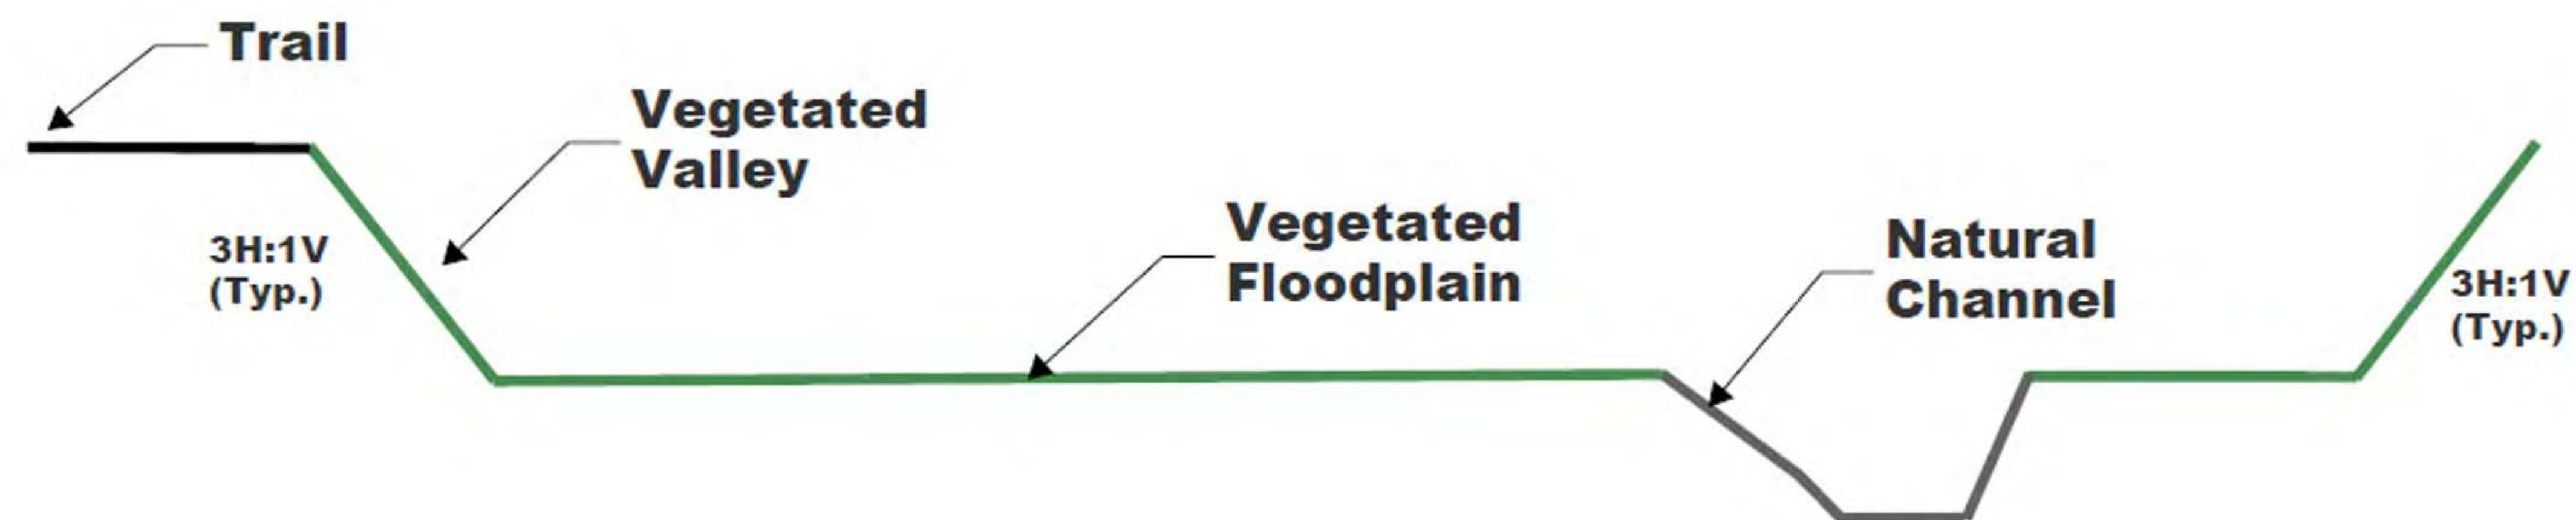 Trail
Vegetated
Valley
3H:1V
(Typ.)
Vegetated
Floodplain
Natural
Channel
3H:1V
(Typ.)